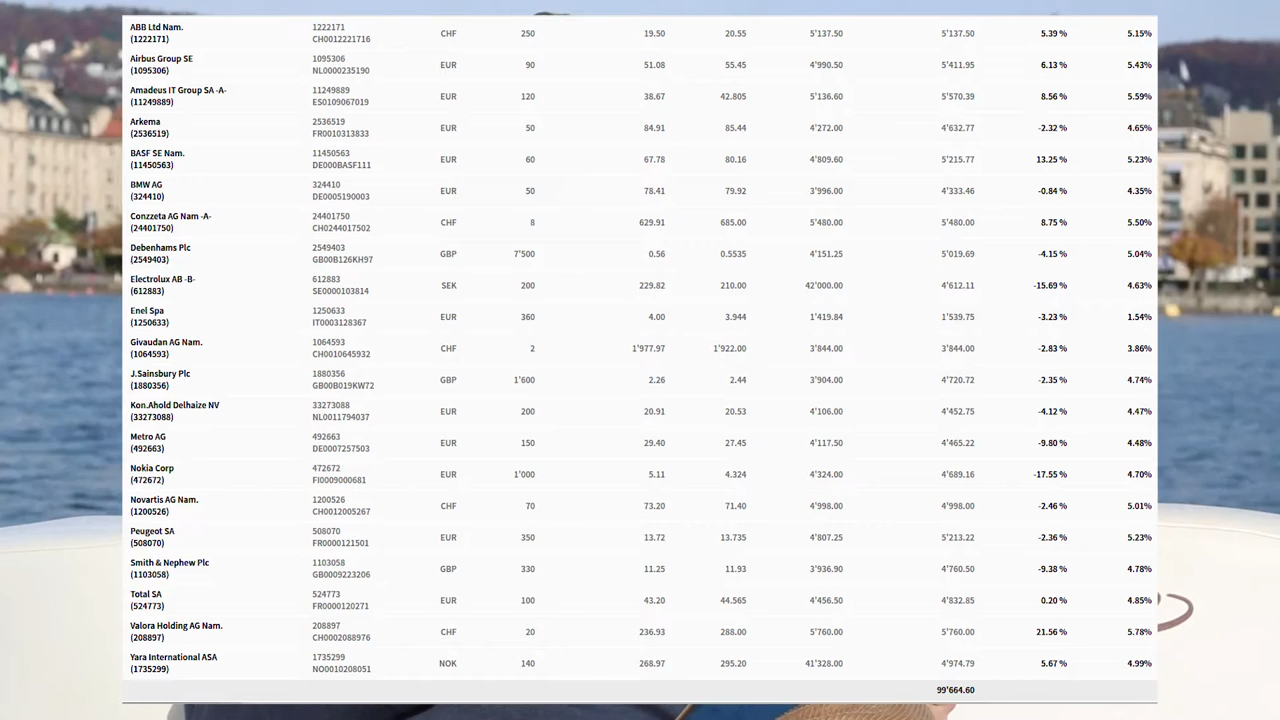 ABB Ltd Nam. 1222171
(1222171) CH0012221716 CHF 250 19.50 20.55 5'137.50 5'137.50 5.39 % 5.15%
Airbus Group SE 1095306
(1095306) NL0000235190 EUR 90 51.08 55.45 4'990.50 5'411.95 6.13 % 5.43%
Amadeus IT Group SA -A- 11249889
(11249889) ES0109067019 EUR 120 38.67 42.805 5'136.60 5'570.39 8.56 % 5.59%
Arkema 2536519
(2536519) FR0010313833 EUR 50 84.91 85.44 4'272.00 4'632.77 -2.32 % 4.65%
BASF SE Nam. 11450563
(11450563) DE000BASF111 EUR 60 67.78 80.16 4'809.60 5'215.77 13.25 % 5.23%
BMW AG 324410
(324410) DE0005190003 EUR 50 78.41 79.92 3'996.00 4'333.46 -0.84 % 4.35%
Conzzeta AG Nam -A- 24401750
(24401750) CH0244017502 CHF 8 629.91 685.00 5'480.00 5'480.00 8.75 % 5.50%
Debenhams Plc 2549403
(2549403) GB00B126KH97 GBP 7'500 0.56 0.5535 4'151.25 5'019.69 -4.15 % 5.04%
Electrolux AB -B- 612883
(612883) SE0000103814 SEK 200 229.82 210.00 42'000.00 4'612.11 -15.69 % 4.63%
Enel Spa 1250633
(1250633) IT0003128367 EUR 360 4.00 3.944 1'419.84 1'539.75 -3.23 % 1.54%
Givaudan AG Nam. 1064593
(1064593) CH0010645932 CHF 2 1'977.97 1'922.00 3'844.00 3'844.00 -2.83 % 3.86%
J.Sainsbury Plc 1880356
(1880356) GB00B019KW72 GBP 1'600 2.26 2.44 3'904.00 4'720.72 -2.35 % 4.74%
Kon.Ahold Delhaize NV 33273088
(33273088) NL0011794037 EUR 200 20.91 20.53 4'106.00 4'452.75 -4.12 % 4.47%
Metro AG 492663
(492663) DE0007257503 EUR 150 29.40 27.45 4'117.50 4'465.22 -9.80 % 4.48%
Nokia Corp 472672
(472672) FI0009000681 EUR 1'000 5.11 4.324 4'324.00 4'689.16 -17.55 % 4.70%
Novartis AG Nam. 1200526
(1200526) CH0012005267 CHF 70 73.20 71.40 4'998.00 4'998.00 -2.46 % 5.01%
Peugeot SA 508070
(508070) FR0000121501 EUR 350 13.72 13.735 4'807.25 5'213.22 -2.36 % 5.23%
Smith & Nephew Plc 1103058
(1103058) GB0009223206 GBP 330 11.25 11.93 3'936.90 4'760.50 -9.38 % 4.78%
Total SA 524773
(524773) FR0000120271 EUR 100 43.20 44.565 4'456.50 4'832.85 0.20 % 4.85%
Valora Holding AG Nam. 208897
(208897) CH0002088976 CHF 20 236.93 288.00 5'760.00 5'760.00 21.56 % 5.78%
Yara International ASA 1735299
(1735299) NO0010208051 NOK 140 268.97 295.20 41'328.00 4'974.79 5.67 % 4.99%
99'664.60